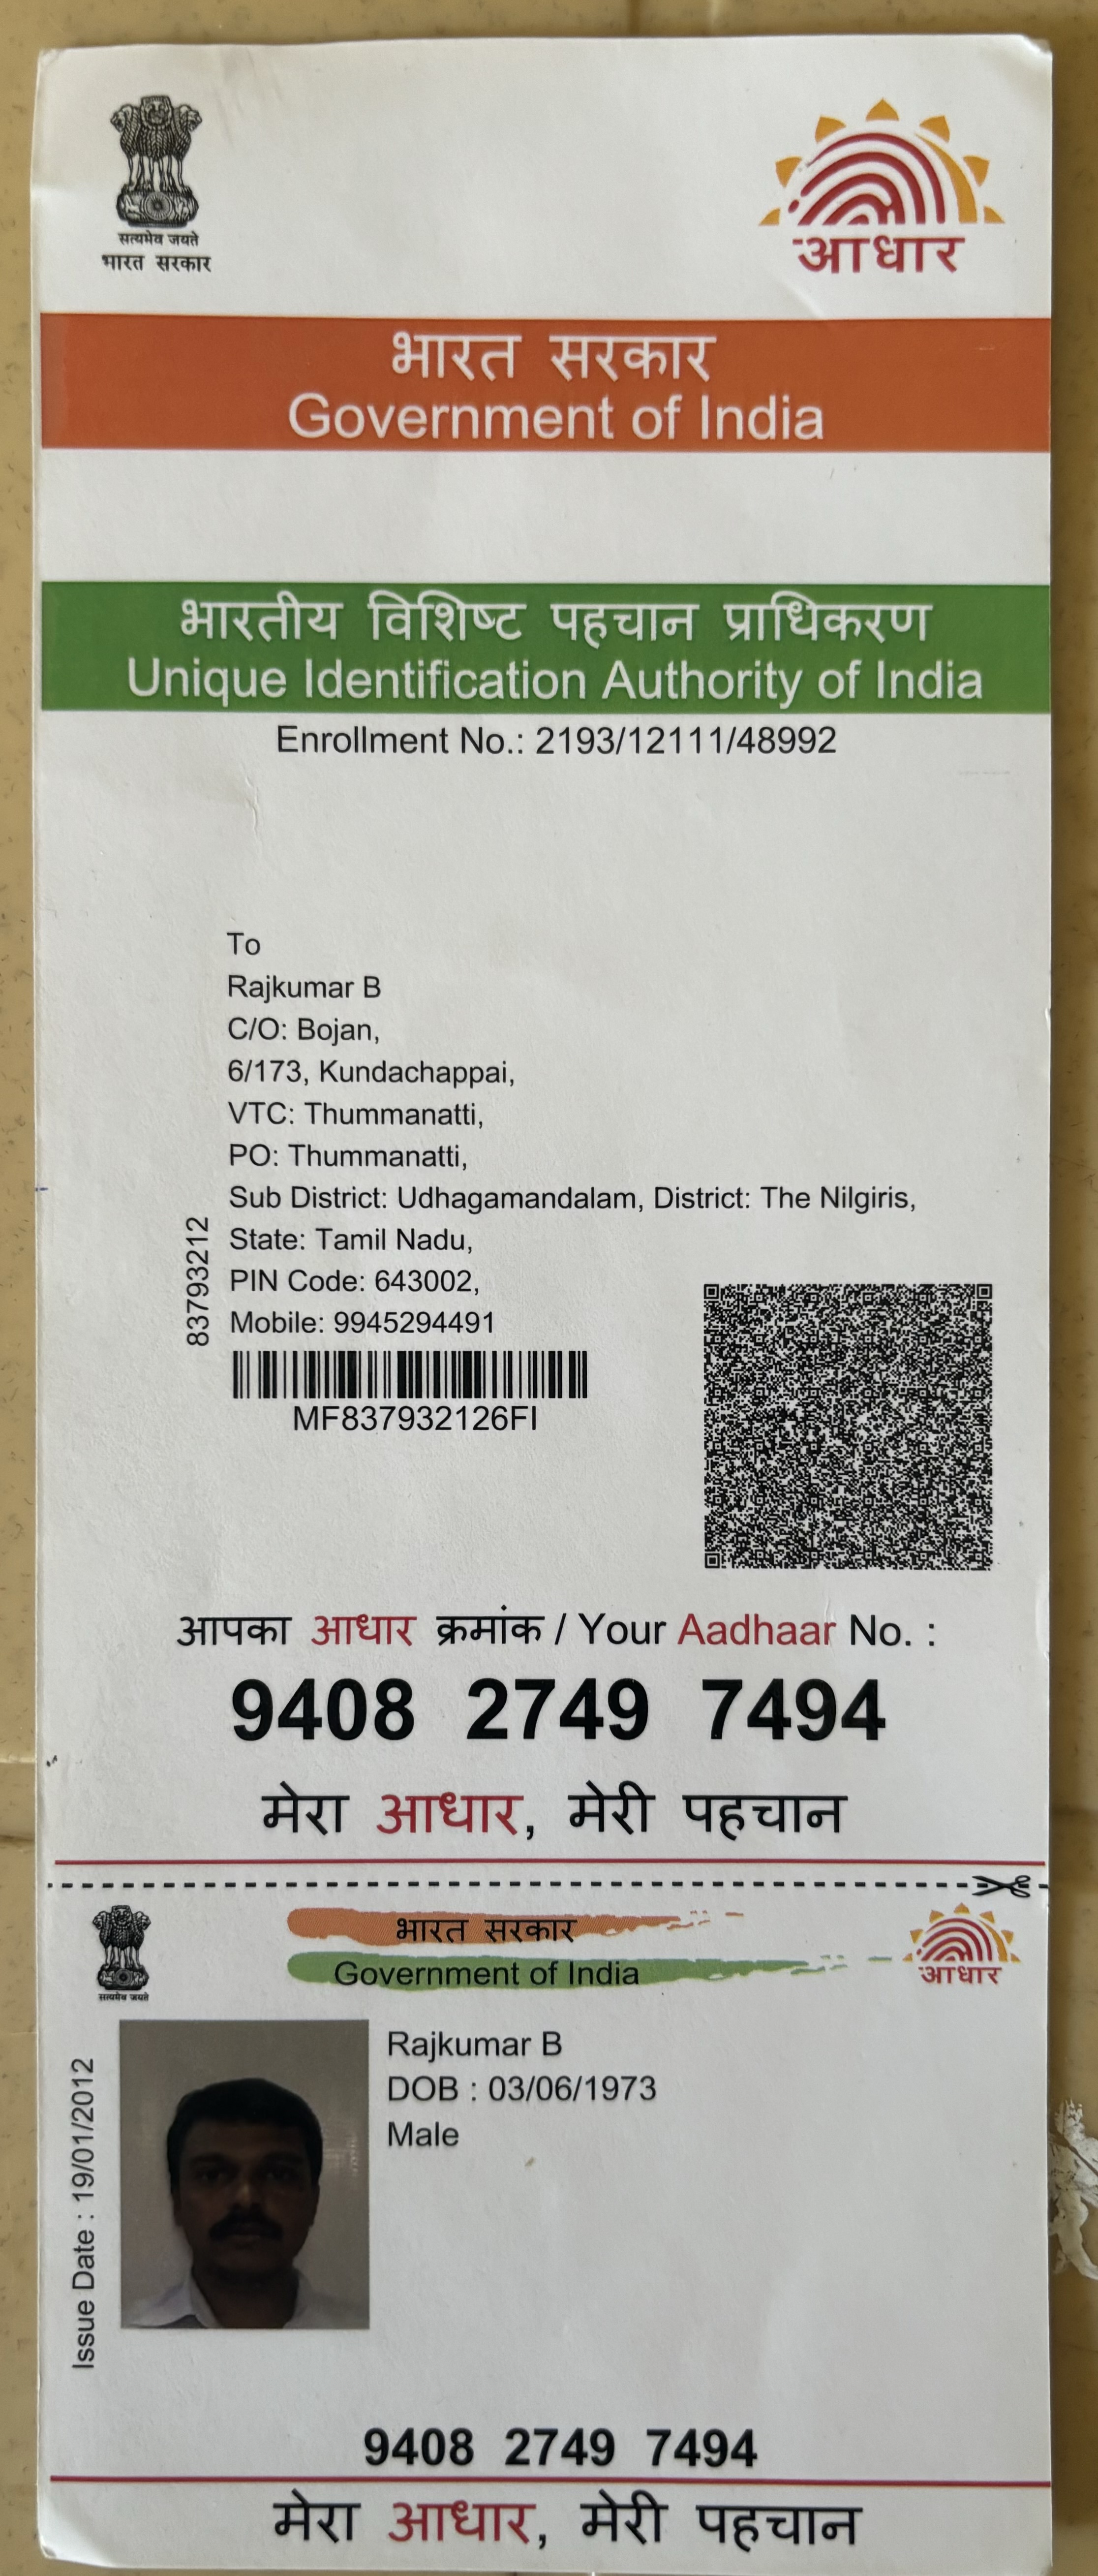 सत्यमेव जयते
भारत सरकार
आधार
भारत सरकार
Government of India
भारतीय विशिष्ट पहचान प्राधिकरण
Unique Identification Authority of India
Enrollment No.: 2193/12111/48992
To
Rajkumar B
C/O: Bojan,
6/173, Kundachappai,
VTC: Thummanatti,
PO: Thummanatti,
Sub District: Udhagamandalam, District: The Nilgiris,
State: Tamil Nadu,
PIN Code: 643002,
Mobile: 9945294491
83793212
MF837932126FI
आपका आधार क्रमांक / Your Aadhaar No. :
9408 2749 7494
मेरा आधार, मेरी पहचान
भारत सरकार
Government of India
सत्यमेव जयते
आधार
Issue Date : 19/01/2012
Rajkumar B
DOB : 03/06/1973
Male
9408 2749 7494
मेरा आधार, मेरी पहचान